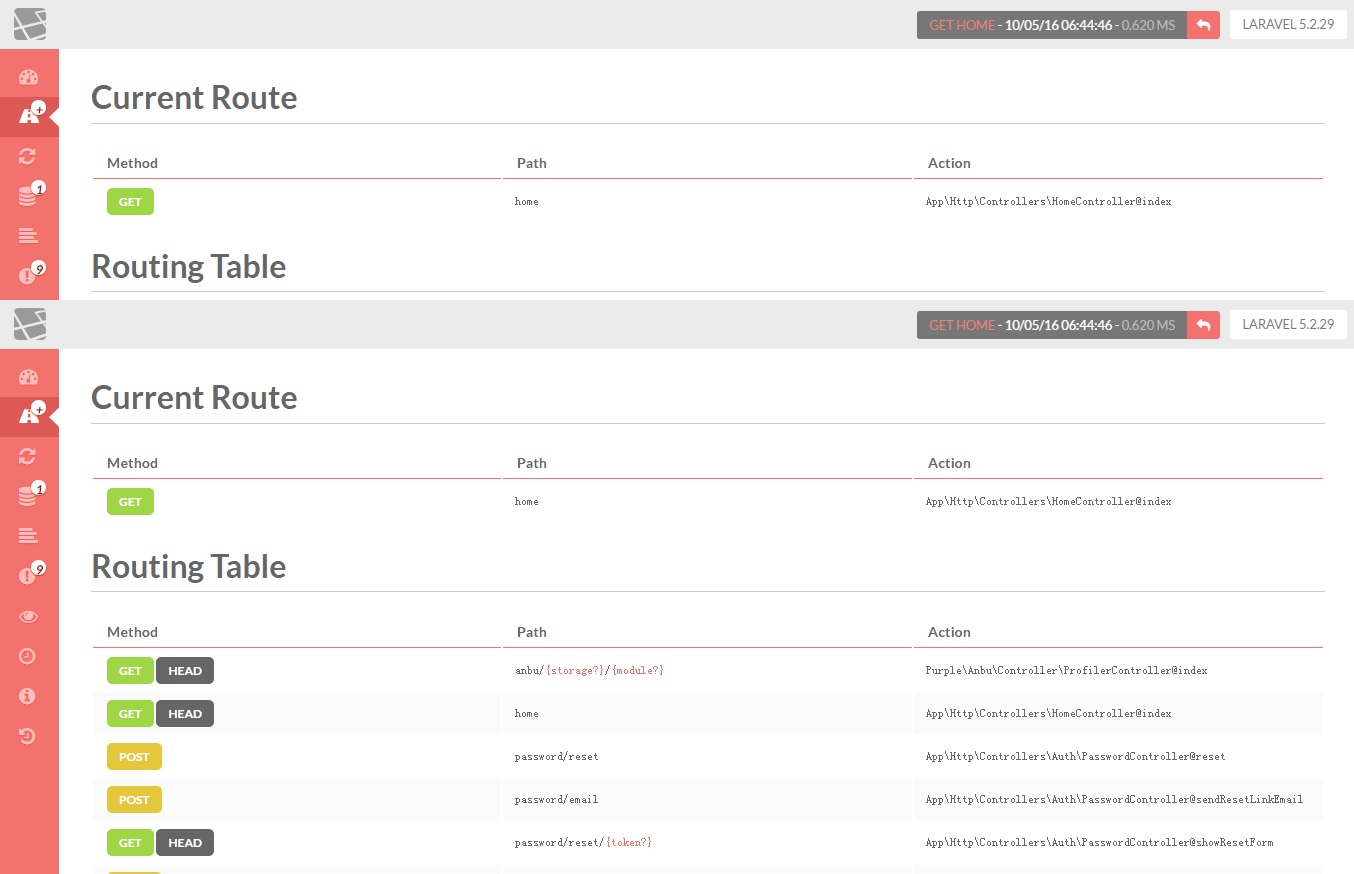 GET HOME - 10/05/16 06:44:46 - 0.620 MS LARAVEL 5.2.29
Current Route
+
Method Path Action
1
GET home App\Http\Controllers\HomeController@index
Routing Table
9
GET HOME - 10/05/16 06:44:46 - 0.620 MS LARAVEL 5.2.29
Current Route
+
Method Path Action
1
GET home App\Http\Controllers\HomeController@index
Routing Table
9
Method Path Action
GET HEAD anbu/{storage?}/{module?} Purple\Anbu\Controller\ProfilerController@index
GET HEAD home App\Http\Controllers\HomeController@index
POST password/reset App\Http\Controllers\Auth\PasswordController@reset
POST password/email App\Http\Controllers\Auth\PasswordController@sendResetLinkEmail
GET HEAD password/reset/{token?} App\Http\Controllers\Auth\PasswordController@showResetForm